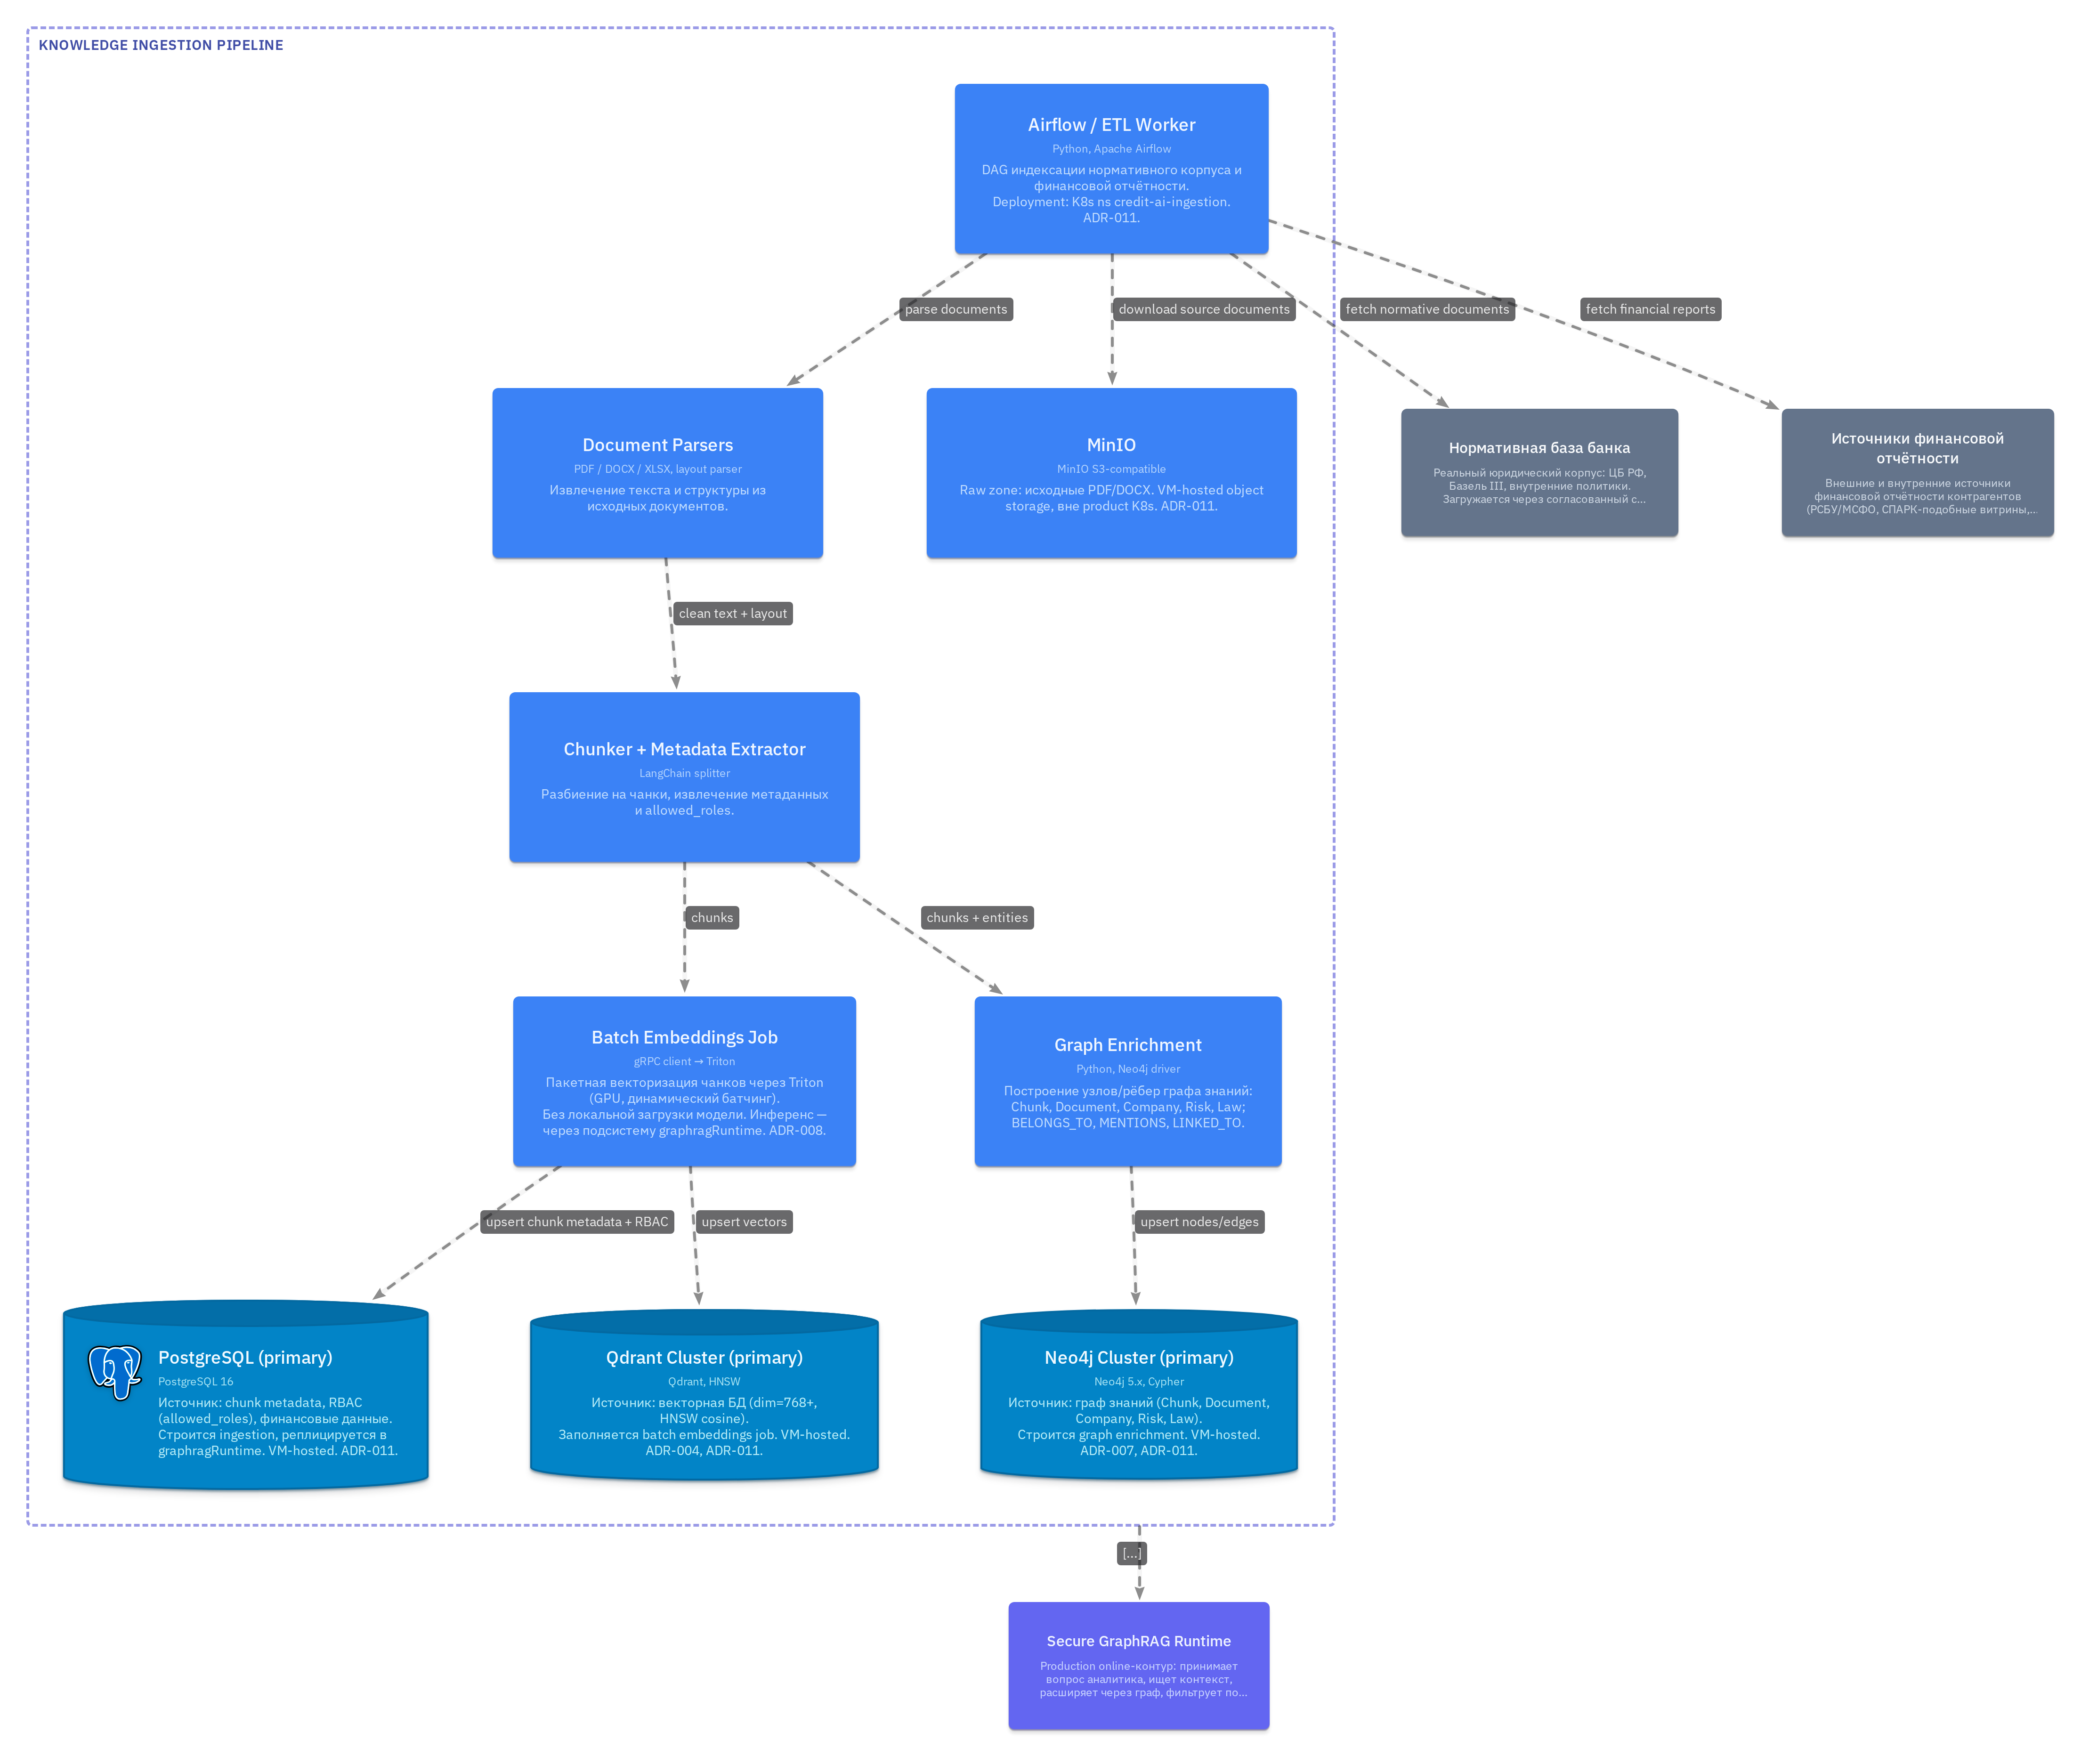 KNOWLEDGE INGESTION PIPELINE
Airflow / ETL Worker
Python, Apache Airflow
DAG индексации нормативного корпуса и
финансовой отчётности.
Deployment: K8s ns credit-ai-ingestion.
ADR-011.
parse documents
download source documents
fetch normative documents
fetch financial reports
Document Parsers
PDF / DOCX / XLSX, layout parser
Извлечение текста и структуры из
исходных документов.
MinIO
MinIO S3-compatible
Raw zone: исходные PDF/DOCX. VM-hosted object
storage, вне product K8s. ADR-011.
Нормативная база банка
Реальный юридический корпус: ЦБ РФ,
Базель III, внутренние политики.
Загружается через согласованный с...
Источники финансовой
отчётности
Внешние и внутренние источники
финансовой отчётности контрагентов
(РСБУ/МСФО, СПАРК-подобные витрины,...
clean text + layout
Chunker + Metadata Extractor
LangChain splitter
Разбиение на чанки, извлечение метаданных
и allowed_roles.
chunks
chunks + entities
Batch Embeddings Job
gRPC client → Triton
Пакетная векторизация чанков через Triton
(GPU, динамический батчинг).
Без локальной загрузки модели. Инференс —
через подсистему graphragRuntime. ADR-008.
Graph Enrichment
Python, Neo4j driver
Построение узлов/рёбер графа знаний:
Chunk, Document, Company, Risk, Law;
BELONGS_TO, MENTIONS, LINKED_TO.
upsert chunk metadata + RBAC
upsert vectors
upsert nodes/edges
PostgreSQL (primary)
PostgreSQL 16
Источник: chunk metadata, RBAC
(allowed_roles), финансовые данные.
Строится ingestion, реплицируется в
graphragRuntime. VM-hosted. ADR-011.
Qdrant Cluster (primary)
Qdrant, HNSW
Источник: векторная БД (dim=768+,
HNSW cosine).
Заполняется batch embeddings job. VM-hosted.
ADR-004, ADR-011.
Neo4j Cluster (primary)
Neo4j 5.x, Cypher
Источник: граф знаний (Chunk, Document,
Company, Risk, Law).
Строится graph enrichment. VM-hosted.
ADR-007, ADR-011.
[...]
Secure GraphRAG Runtime
Production online-контур: принимает
вопрос аналитика, ищет контекст,
расширяет через граф, фильтрует по...